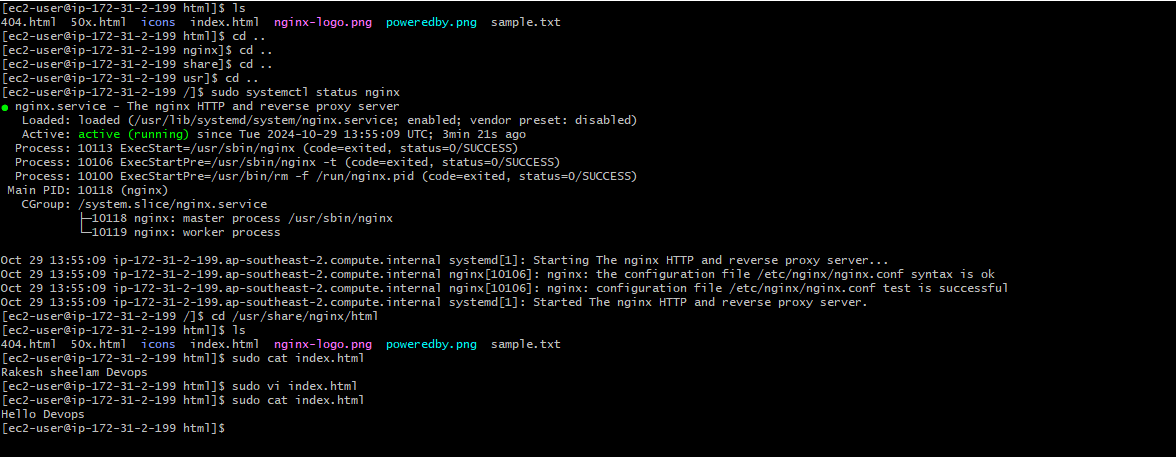 [ec2-user@ip-172-31-2-199 html]$ ls
404.html  50x.html  icons  index.html  nginx-logo.png  poweredby.png  sample.txt
[ec2-user@ip-172-31-2-199 html]$ cd ..
[ec2-user@ip-172-31-2-199 nginx]$ cd ..
[ec2-user@ip-172-31-2-199 share]$ cd ..
[ec2-user@ip-172-31-2-199 usr]$ cd ..
[ec2-user@ip-172-31-2-199 /]$ sudo systemctl status nginx
● nginx.service - The nginx HTTP and reverse proxy server
   Loaded: loaded (/usr/lib/systemd/system/nginx.service; enabled; vendor preset: disabled)
   Active: active (running) since Tue 2024-10-29 13:55:09 UTC; 3min 21s ago
  Process: 10113 ExecStart=/usr/sbin/nginx (code=exited, status=0/SUCCESS)
  Process: 10106 ExecStartPre=/usr/sbin/nginx -t (code=exited, status=0/SUCCESS)
  Process: 10100 ExecStartPre=/usr/bin/rm -f /run/nginx.pid (code=exited, status=0/SUCCESS)
 Main PID: 10118 (nginx)
   CGroup: /system.slice/nginx.service
           ├─10118 nginx: master process /usr/sbin/nginx
           └─10119 nginx: worker process

Oct 29 13:55:09 ip-172-31-2-199.ap-southeast-2.compute.internal systemd[1]: Starting The nginx HTTP and reverse proxy server...
Oct 29 13:55:09 ip-172-31-2-199.ap-southeast-2.compute.internal nginx[10106]: nginx: the configuration file /etc/nginx/nginx.conf syntax is ok
Oct 29 13:55:09 ip-172-31-2-199.ap-southeast-2.compute.internal nginx[10106]: nginx: configuration file /etc/nginx/nginx.conf test is successful
Oct 29 13:55:09 ip-172-31-2-199.ap-southeast-2.compute.internal systemd[1]: Started The nginx HTTP and reverse proxy server.
[ec2-user@ip-172-31-2-199 /]$ cd /usr/share/nginx/html
[ec2-user@ip-172-31-2-199 html]$ ls
404.html  50x.html  icons  index.html  nginx-logo.png  poweredby.png  sample.txt
[ec2-user@ip-172-31-2-199 html]$ sudo cat index.html
Rakesh sheelam Devops
[ec2-user@ip-172-31-2-199 html]$ sudo vi index.html
[ec2-user@ip-172-31-2-199 html]$ sudo cat index.html
Hello Devops
[ec2-user@ip-172-31-2-199 html]$